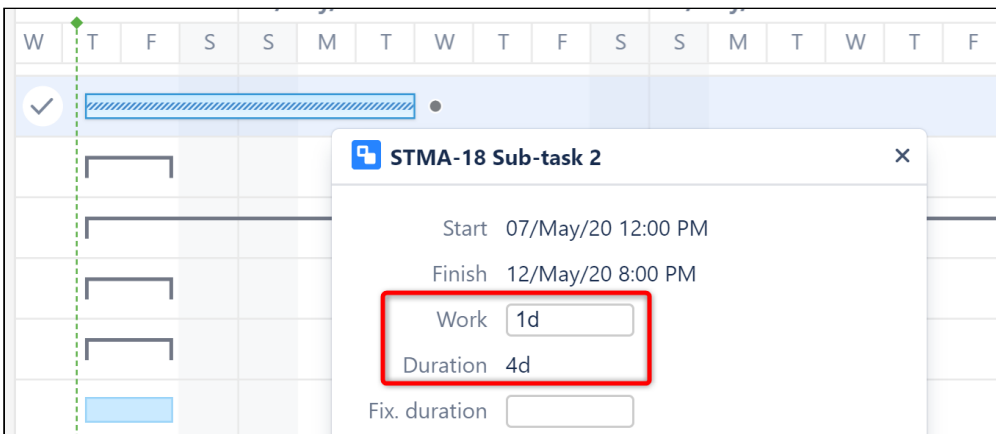 W T F S S M T W T F S S M T W T F
STMA-18 Sub-task 2
Start 07/May/20 12:00 PM
Finish 12/May/20 8:00 PM
Work 1d
Duration 4d
Fix. duration